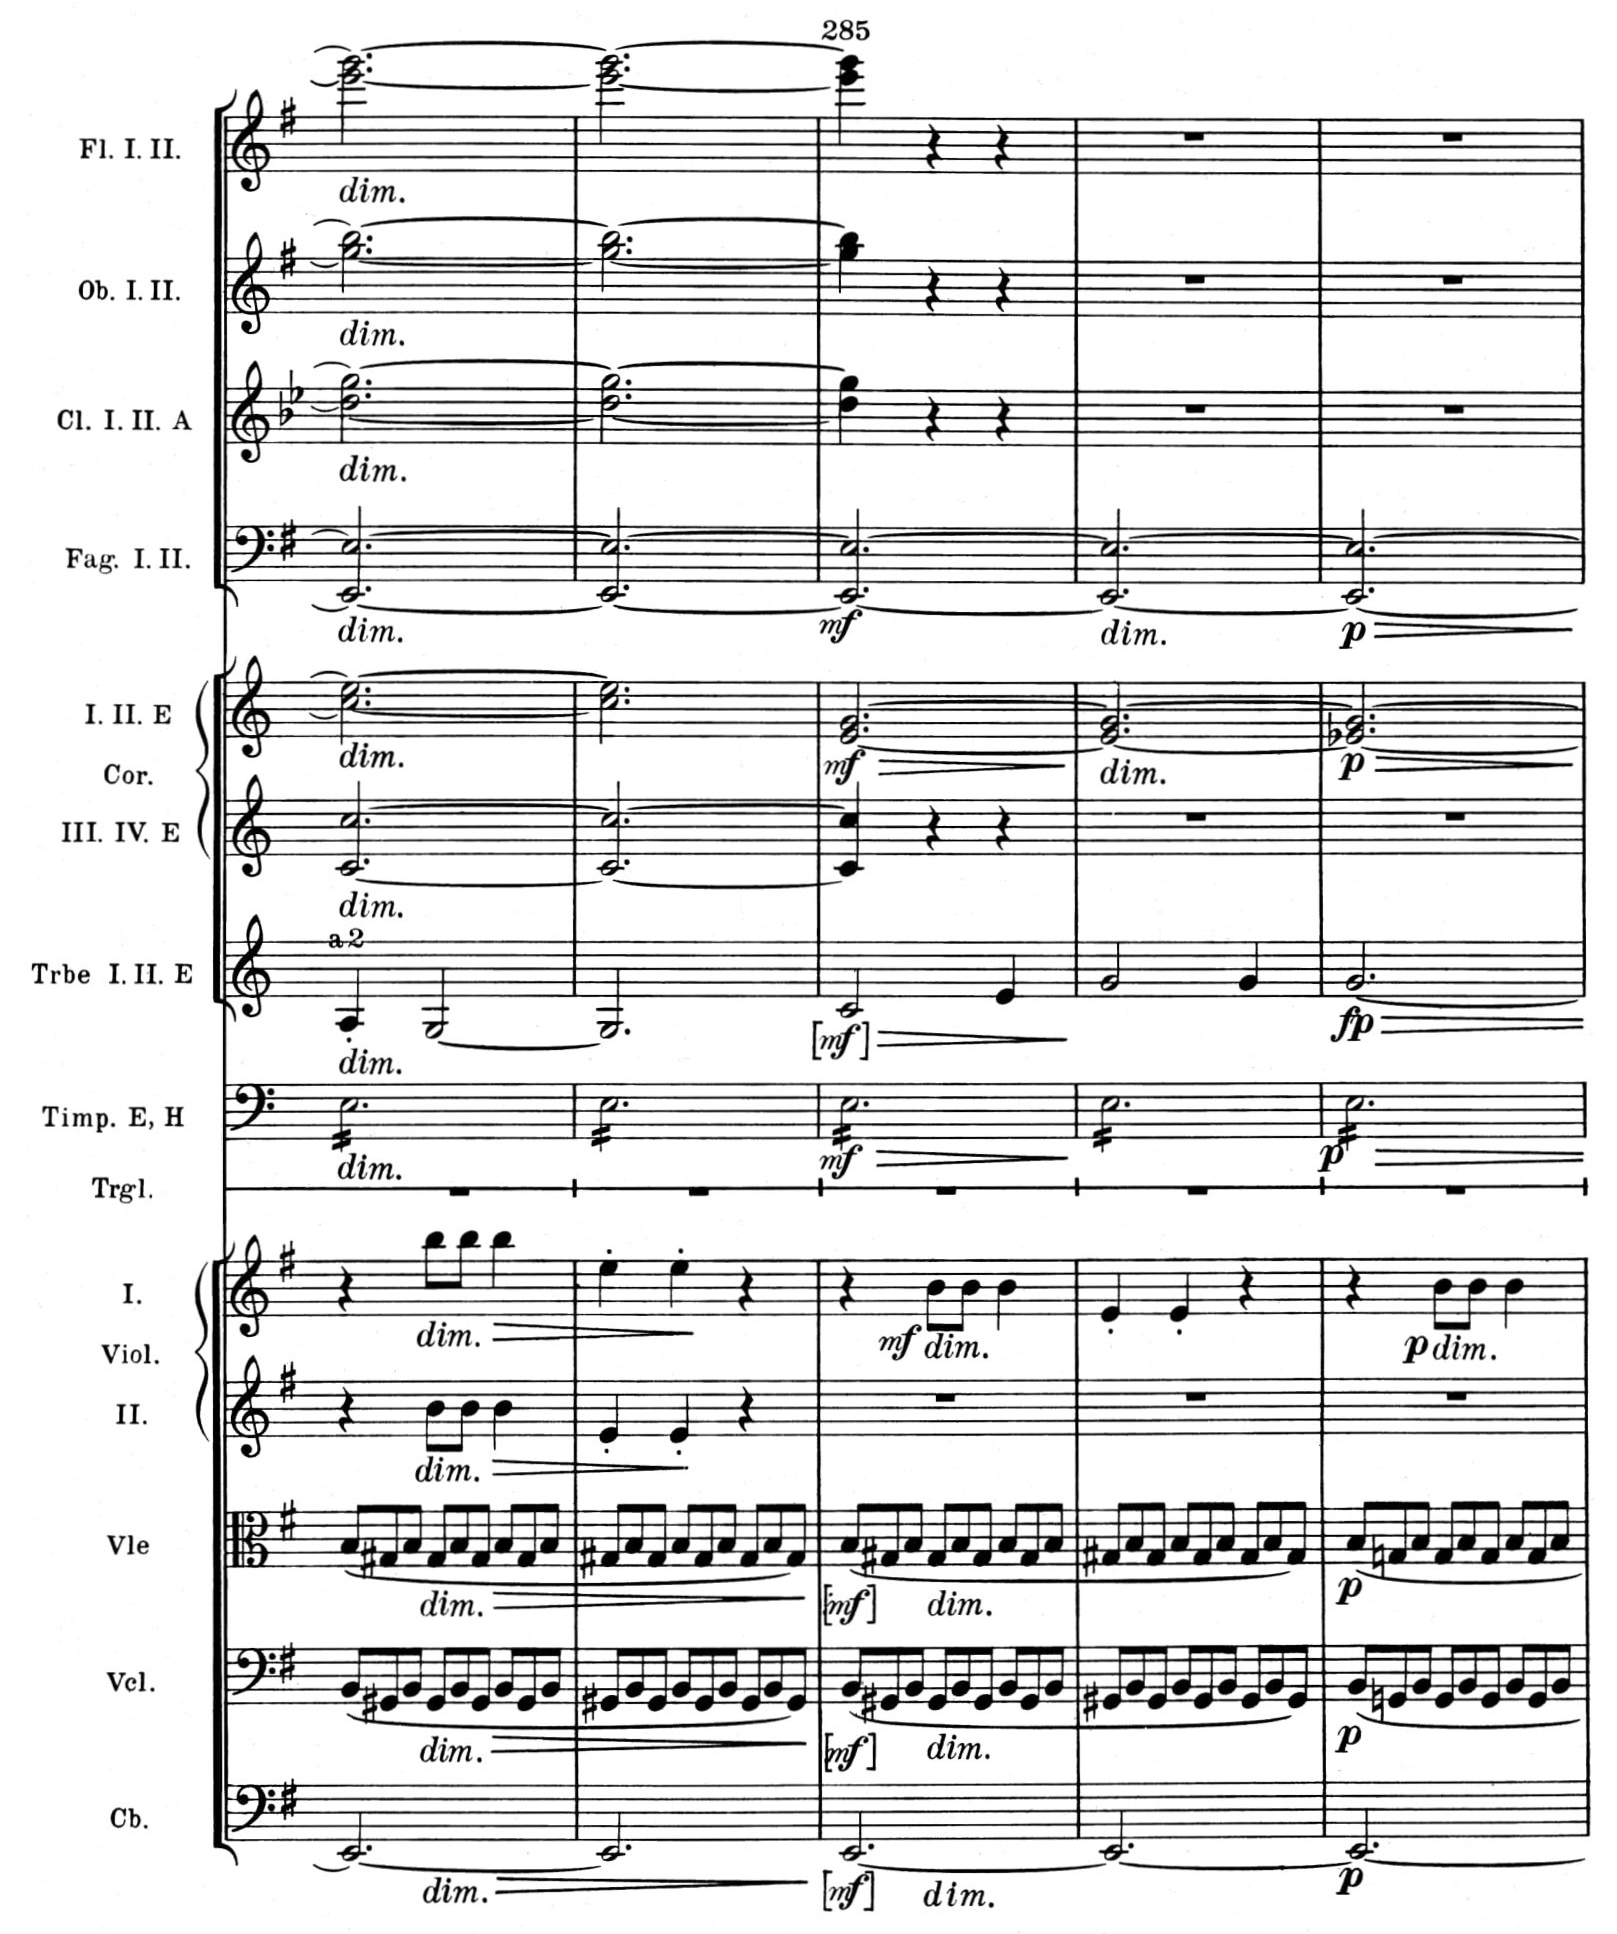 285
Fl. I. II.
dim.
Ob. I. II.
dim.
Cl. I. II. A
dim.
Fag. I. II.
dim. mf dim. p
I. II. E
dim. mf dim. p
Cor.
III. IV. E
dim.
a 2
Trbe I. II. E
dim. [mf] fp
Timp. E, H
dim. mf p
Trgl.
I.
dim. mf dim. p dim.
Viol.
II.
dim.
Vle
dim. [mf] dim. p
Vcl.
dim. [mf] dim. p
Cb.
dim. [mf] dim. p